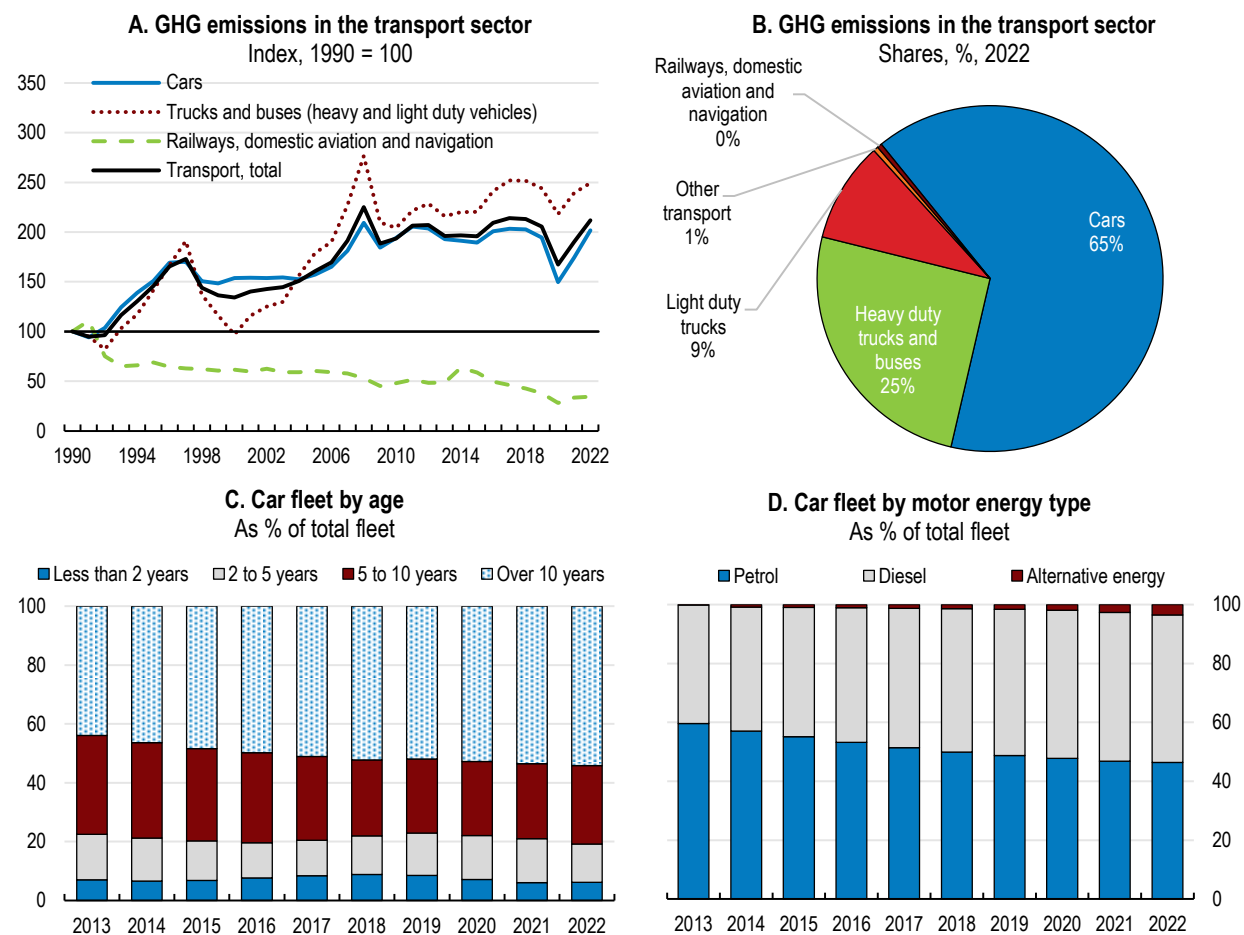 A. GHG emissions in the transport sector
Index, 1990 = 100
350
300
250
200
150
100
50
0
Cars
Trucks and buses (heavy and light duty vehicles)
Railways, domestic aviation and navigation
Transport, total
1990 1994 1998 2002 2006 2010 2014 2018 2022
B. GHG emissions in the transport sector
Shares, %, 2022
Railways, domestic
aviation and
navigation
0%
Other
transport
1%
Light duty
trucks
9%
Heavy duty
trucks and
buses
25%
Cars
65%
C. Car fleet by age
As % of total fleet
Less than 2 years 2 to 5 years 5 to 10 years Over 10 years
100
80
60
40
20
0
2013 2014 2015 2016 2017 2018 2019 2020 2021 2022
D. Car fleet by motor energy type
As % of total fleet
Petrol Diesel Alternative energy
100
80
60
40
20
0
2013 2014 2015 2016 2017 2018 2019 2020 2021 2022